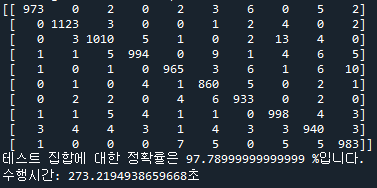 [[ 973 0 2 0 2 3 6 0 5 2]
[ 0 1123 3 0 0 1 2 4 0 2]
[ 0 3 1010 5 1 0 2 13 4 0]
[ 1 1 5 994 0 9 1 4 6 5]
[ 1 0 1 0 965 3 6 1 6 10]
[ 1 0 0 4 1 860 5 0 2 1]
[ 0 2 2 0 4 6 933 0 2 0]
[ 1 1 5 4 1 1 0 998 4 3]
[ 3 4 4 3 1 4 3 3 940 3]
[ 1 0 0 0 7 5 0 5 5 983]]
테스트 집합에 대한 정확률은 97.78999999999999 %입니다.
수행시간: 273.2194938659668초